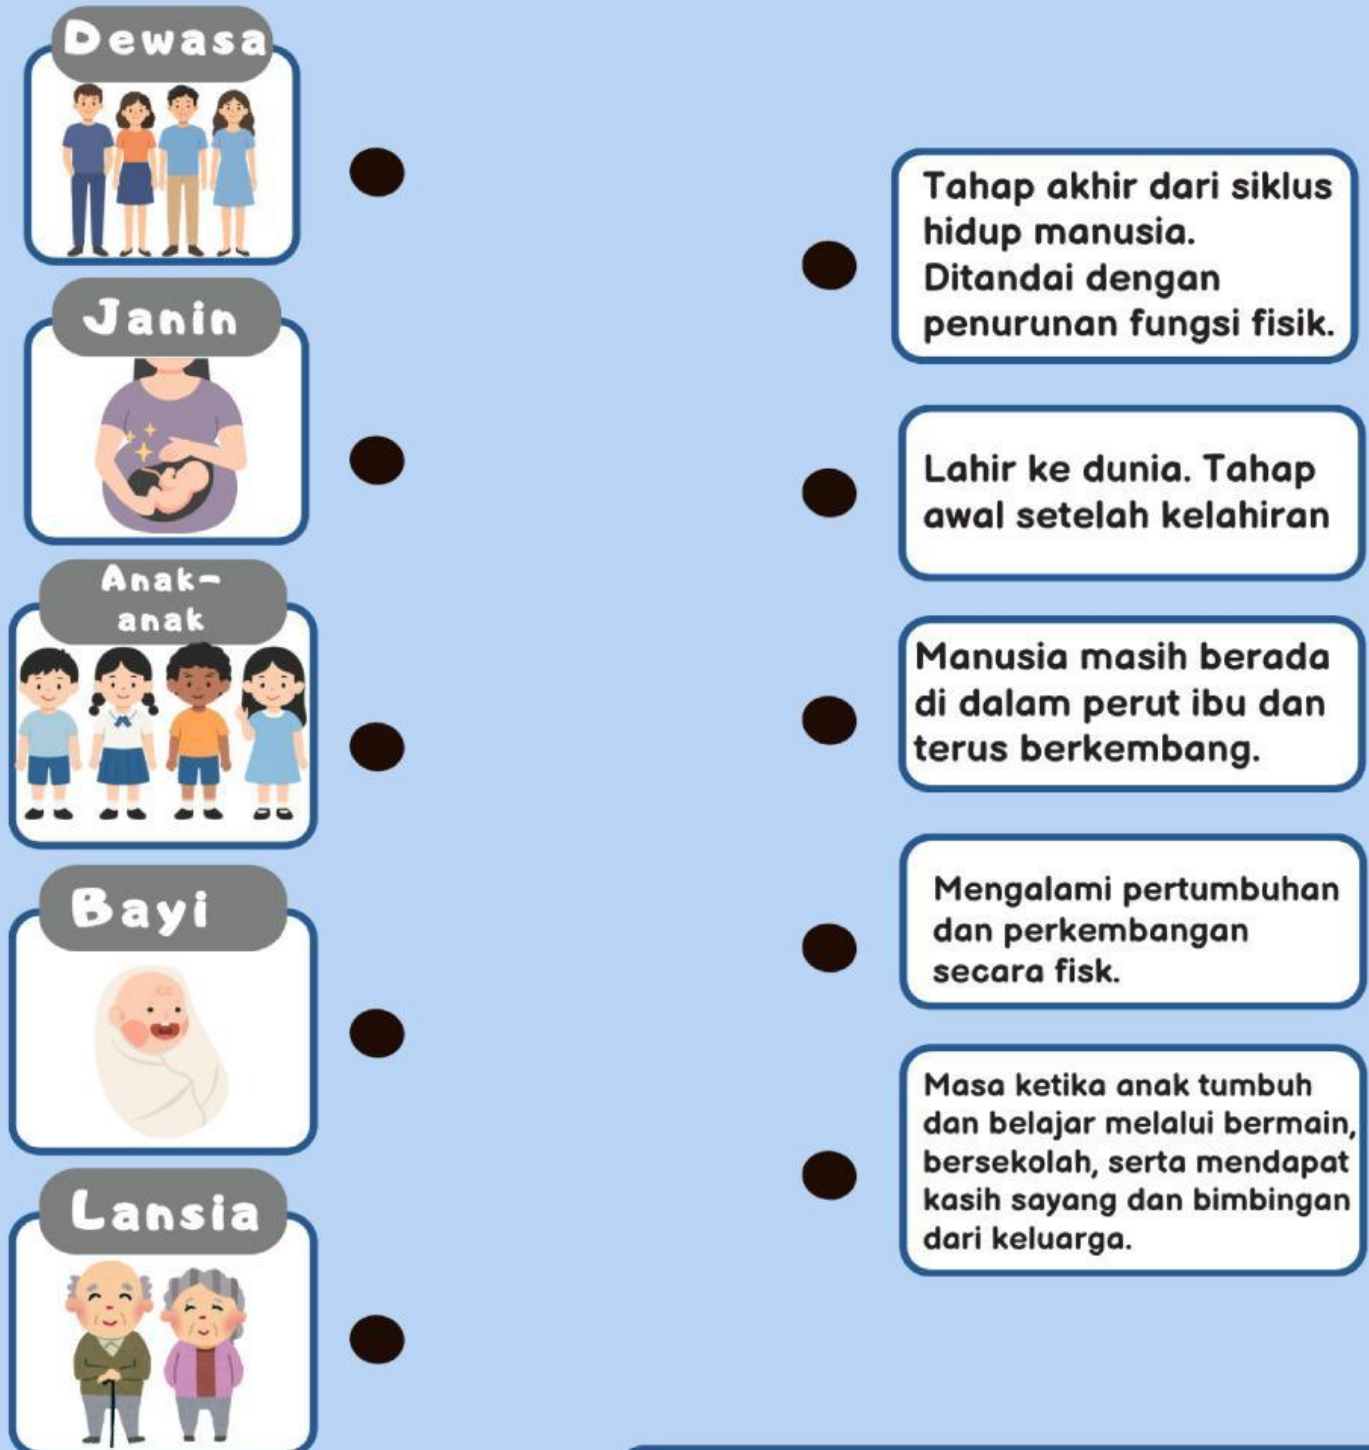 Dewasa
Janin
Anak-
anak
Bayi
Lansia
Tahap akhir dari siklus
hidup manusia.
Ditandai dengan
penurunan fungsi fisik.
Lahir ke dunia. Tahap
awal setelah kelahiran
Manusia masih berada
di dalam perut ibu dan
terus berkembang.
Mengalami pertumbuhan
dan perkembangan
secara fisk.
Masa ketika anak tumbuh
dan belajar melalui bermain,
bersekolah, serta mendapat
kasih sayang dan bimbingan
dari keluarga.